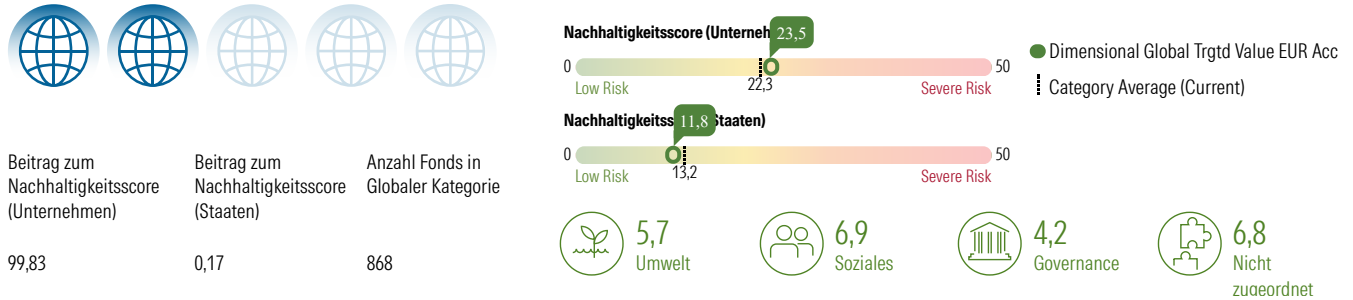 Beitrag zum
Nachhaltigkeitsscore
(Unternehmen)
99,83
Beitrag zum
Nachhaltigkeitsscore
(Staaten)
0,17
Anzahl Fonds in
Globaler Kategorie
868
Nachhaltigkeitsscore (Unterneh
23,5
0
50
Low Risk
22,3
Severe Risk
Nachhaltigkeitss
11,8
Staaten)
0
50
Low Risk
13,2
Severe Risk
Dimensional Global Trgtd Value EUR Acc
Category Average (Current)
5,7
Umwelt
6,9
Soziales
4,2
Governance
6,8
Nicht
zugeordnet